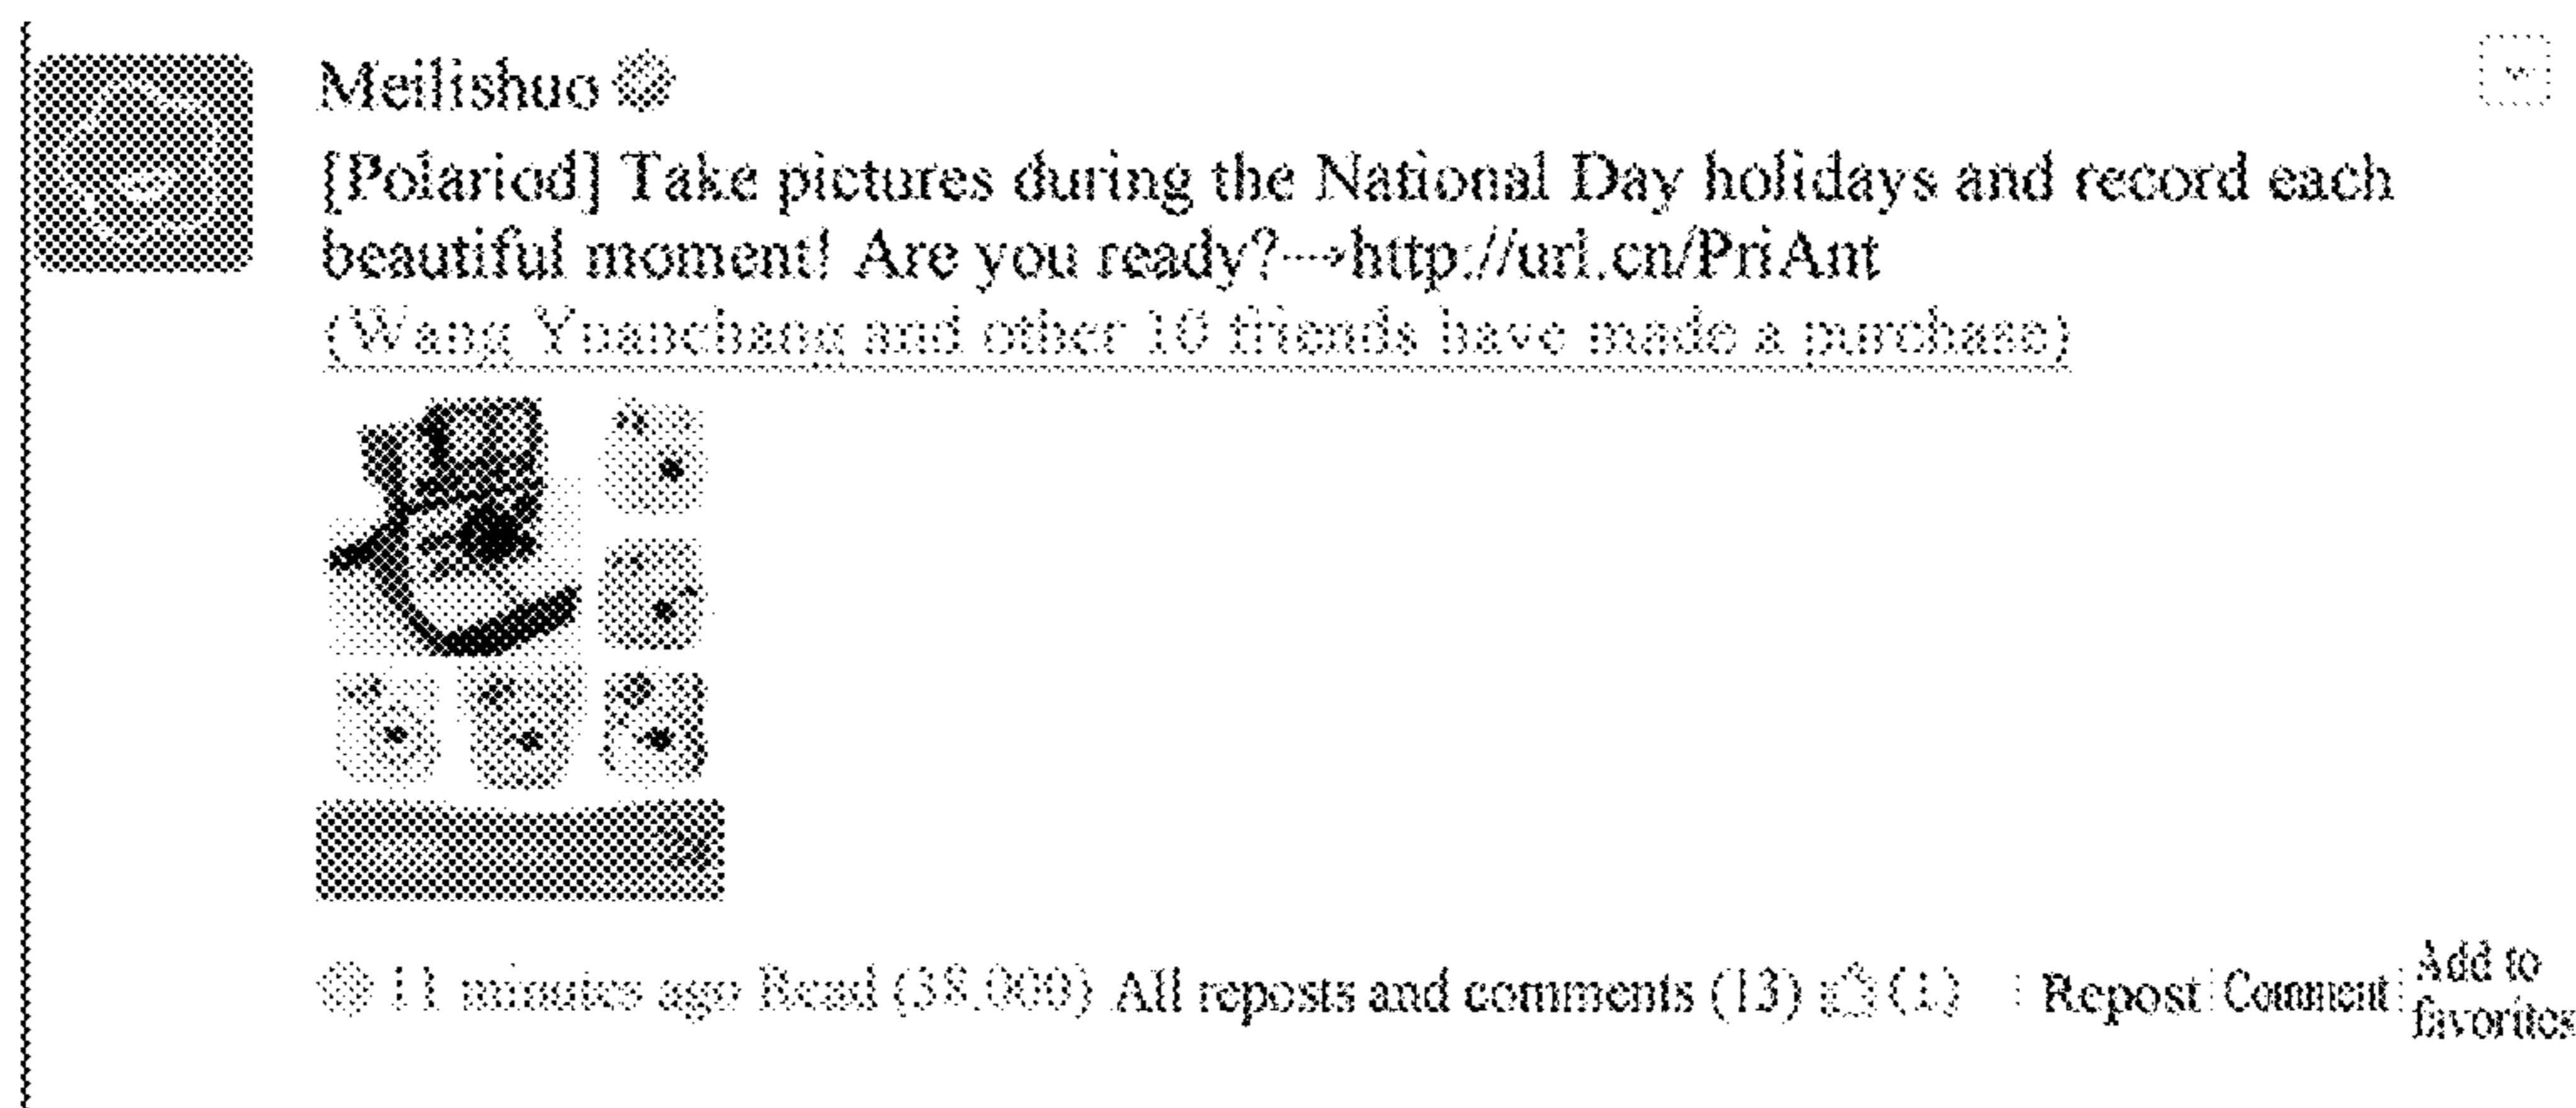 Meilishuo
[Polariod] Take pictures during the National Day holidays and record each
beautiful moment! Are you ready?--->http://url.cn/PriAnt
(Wang Yuanchang and other 10 friends have made a purchase)
11 minutes ago Read (38,000) All reposts and comments (13) (1) Repost Comment Add to
favorites